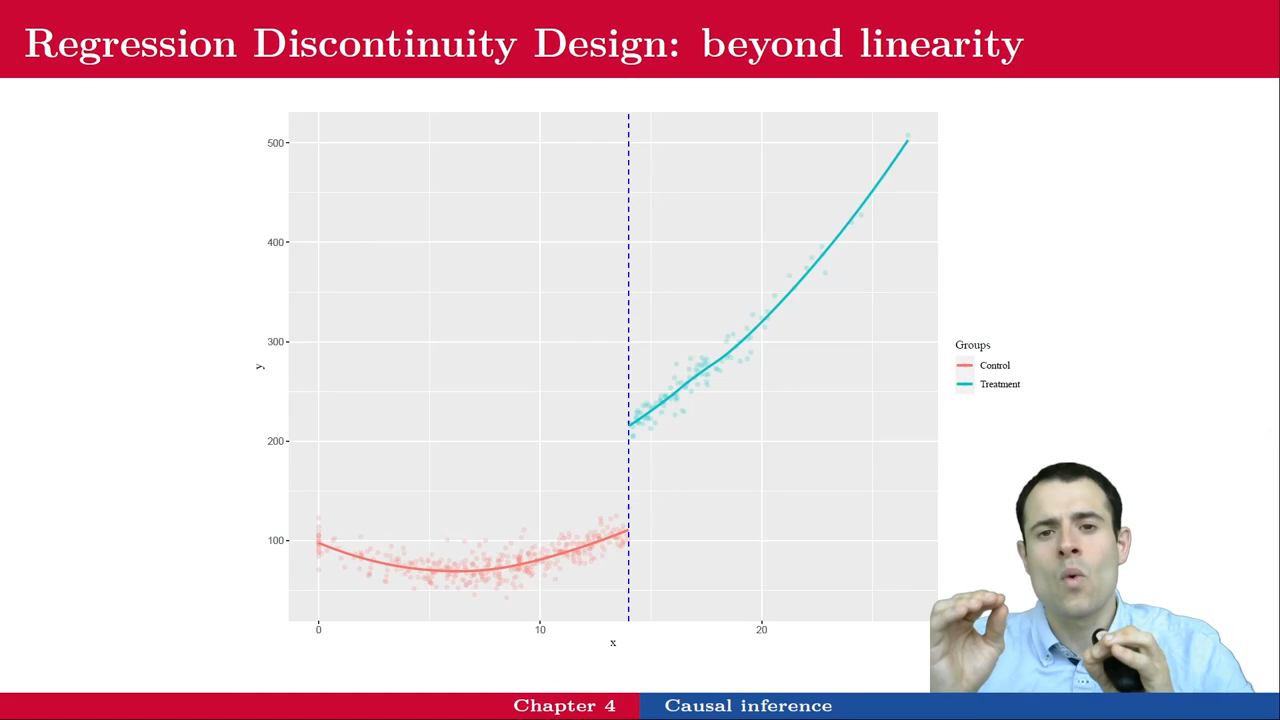 Regression Discontinuity Design: beyond linearity
500
400
300
200
100
y
0
10
20
x
Groups
Control
Treatment
Chapter 4
Causal inference